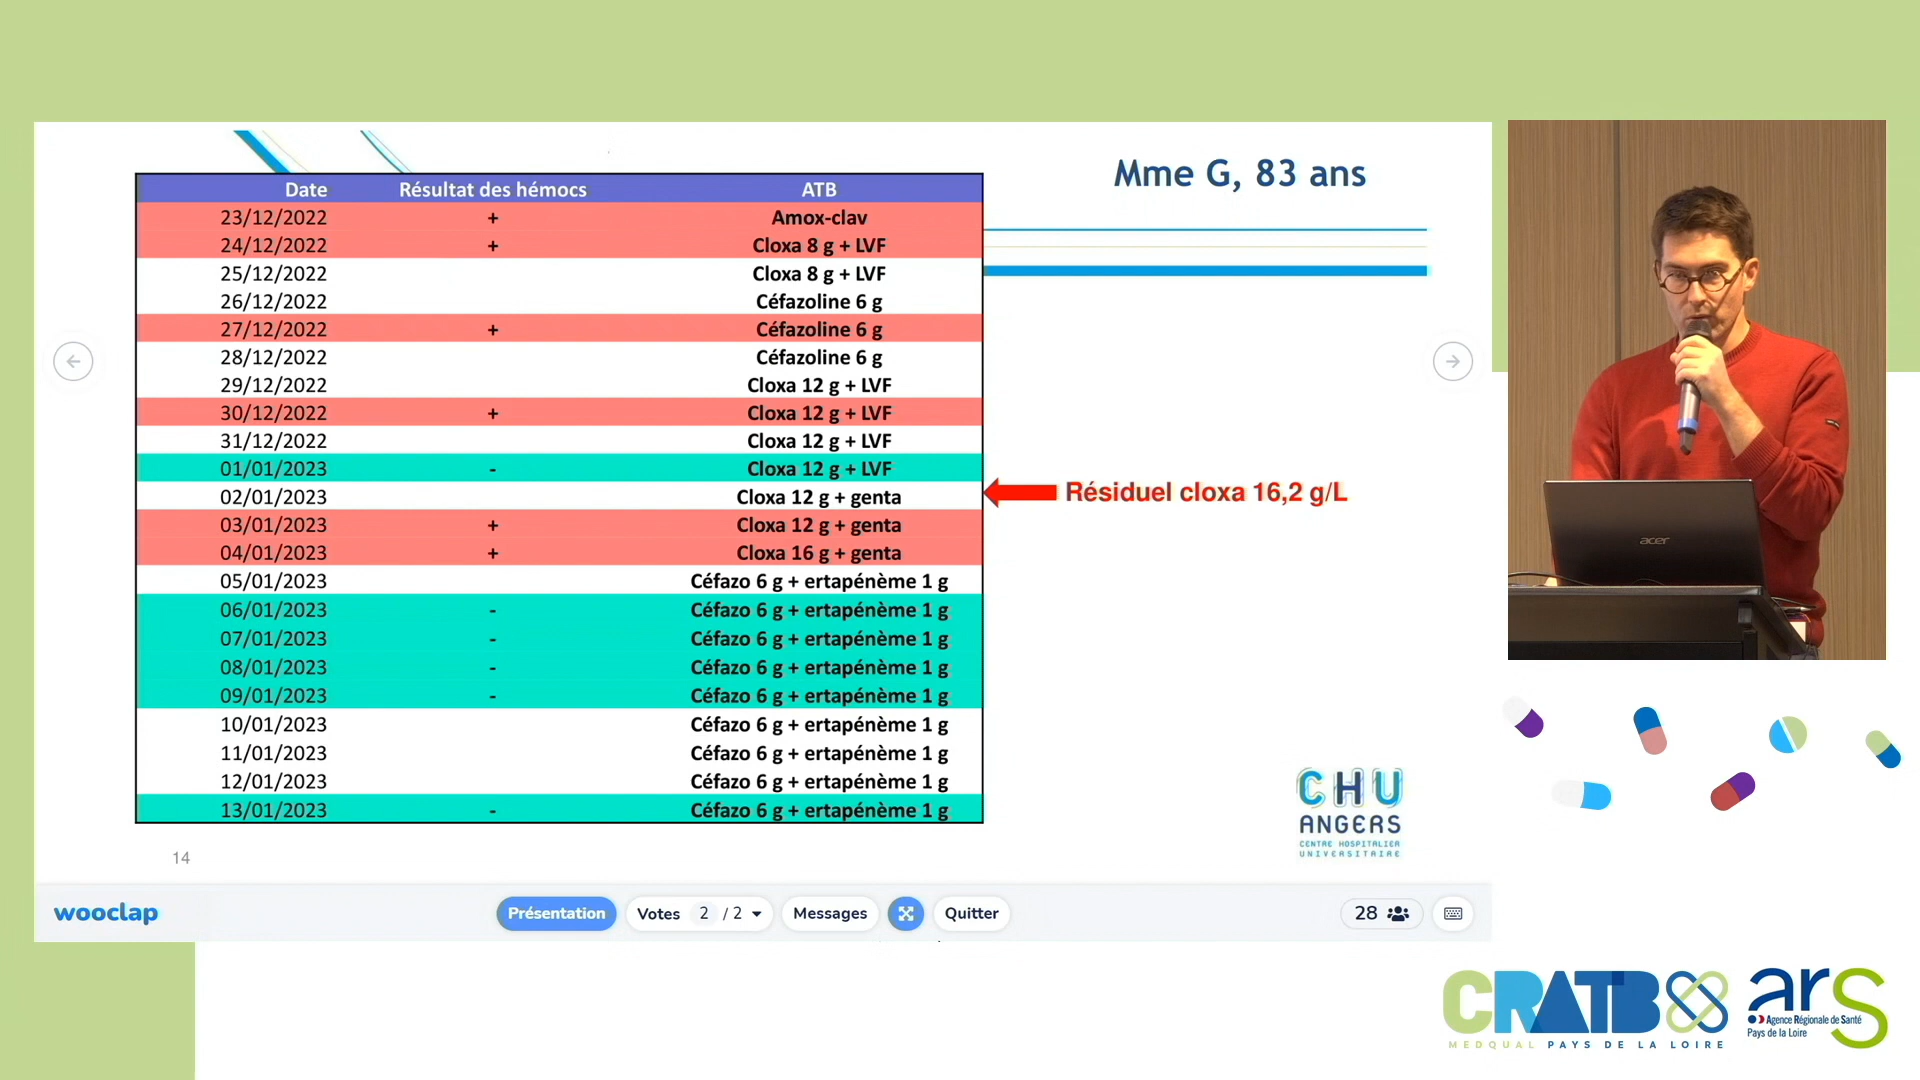 Mme G, 83 ans
Date Résultat des hémocs ATB
23/12/2022 + Amox-clav
24/12/2022 + Cloxa 8 g + LVF
25/12/2022 Cloxa 8 g + LVF
26/12/2022 Céfazoline 6 g
27/12/2022 + Céfazoline 6 g
28/12/2022 Céfazoline 6 g
29/12/2022 Cloxa 12 g + LVF
30/12/2022 + Cloxa 12 g + LVF
31/12/2022 Cloxa 12 g + LVF
01/01/2023 - Cloxa 12 g + LVF
02/01/2023 Cloxa 12 g + genta
Résiduel cloxa 16,2 g/L
03/01/2023 + Cloxa 12 g + genta
04/01/2023 + Cloxa 16 g + genta
05/01/2023 Céfazo 6 g + ertapénème 1 g
06/01/2023 - Céfazo 6 g + ertapénème 1 g
07/01/2023 - Céfazo 6 g + ertapénème 1 g
08/01/2023 - Céfazo 6 g + ertapénème 1 g
09/01/2023 - Céfazo 6 g + ertapénème 1 g
10/01/2023 Céfazo 6 g + ertapénème 1 g
11/01/2023 Céfazo 6 g + ertapénème 1 g
12/01/2023 Céfazo 6 g + ertapénème 1 g
13/01/2023 - Céfazo 6 g + ertapénème 1 g
CHU
ANGERS
CENTRE HOSPITALIER
UNIVERSITAIRE
14
wooclap Présentation Votes 2 / 2 Messages Quitter 28
acer
CRATB
MEDQUAL PAYS DE LA LOIRE
ars
Agence Régionale de Santé
Pays de la Loire